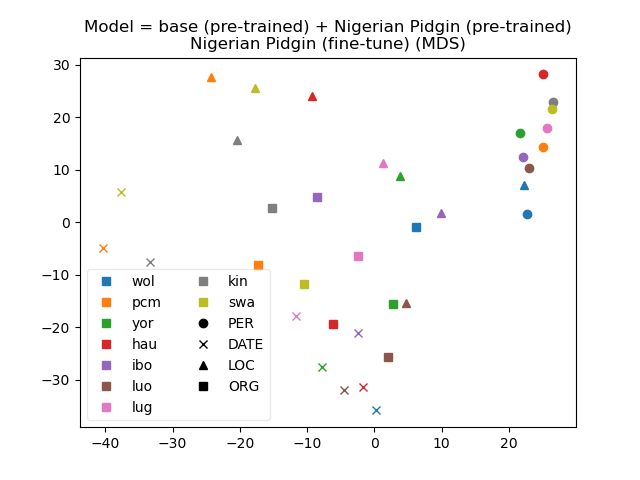 Model = base (pre-trained) + Nigerian Pidgin (pre-trained)
Nigerian Pidgin (fine-tune) (MDS)
30
20
10
0
−10
−20
−30
wol
pcm
yor
hau
ibo
luo
lug
kin
swa
PER
DATE
LOC
ORG
−40 −30 −20 −10 0 10 20